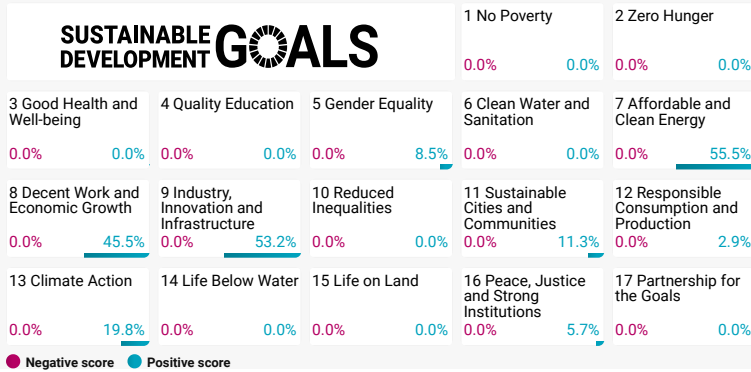 SUSTAINABLE
DEVELOPMENT
GOALS
1 No Poverty
0.0% 0.0%
2 Zero Hunger
0.0% 0.0%
3 Good Health and
Well-being
0.0% 0.0%
4 Quality Education
0.0% 0.0%
5 Gender Equality
0.0% 8.5%
6 Clean Water and
Sanitation
0.0% 0.0%
7 Affordable and
Clean Energy
0.0% 55.5%
8 Decent Work and
Economic Growth
0.0% 45.5%
9 Industry,
Innovation and
Infrastructure
0.0% 53.2%
10 Reduced
Inequalities
0.0% 0.0%
11 Sustainable
Cities and
Communities
0.0% 11.3%
12 Responsible
Consumption and
Production
0.0% 2.9%
13 Climate Action
0.0% 19.8%
14 Life Below Water
0.0% 0.0%
15 Life on Land
0.0% 0.0%
16 Peace, Justice
and Strong
Institutions
0.0% 5.7%
17 Partnership for
the Goals
0.0% 0.0%
Negative score Positive score